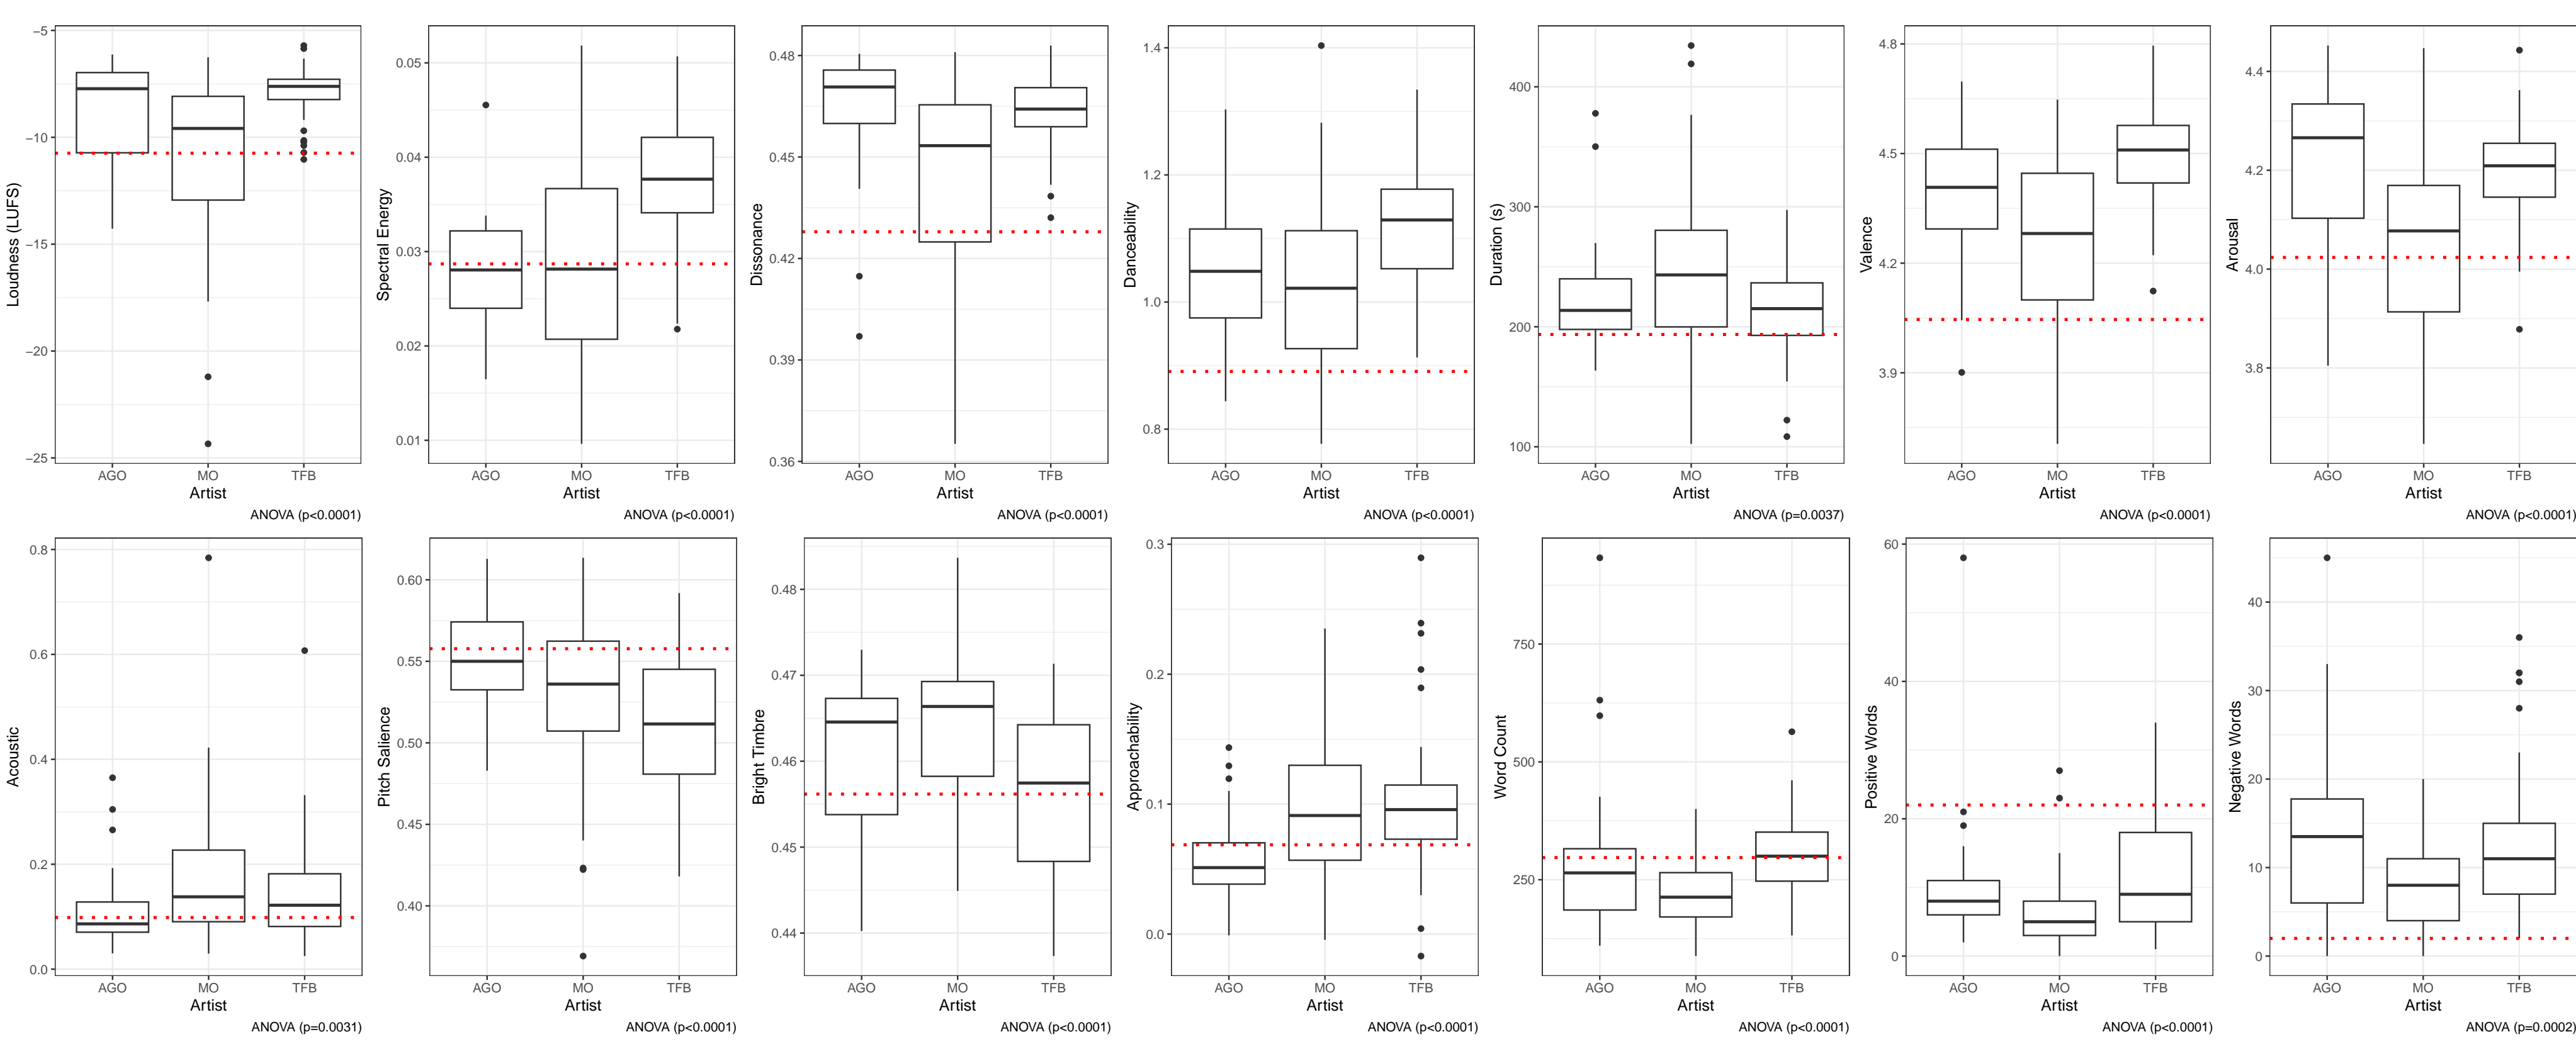 Loudness (LUFS)
−5
−10
−15
−20
−25
AGO MO TFB
Artist
ANOVA (p<0.0001)
Spectral Energy
0.05
0.04
0.03
0.02
0.01
AGO MO TFB
Artist
ANOVA (p<0.0001)
Dissonance
0.48
0.45
0.42
0.39
0.36
AGO MO TFB
Artist
ANOVA (p<0.0001)
Danceability
1.4
1.2
1.0
0.8
AGO MO TFB
Artist
ANOVA (p<0.0001)
Duration (s)
400
300
200
100
AGO MO TFB
Artist
ANOVA (p=0.0037)
Valence
4.8
4.5
4.2
3.9
AGO MO TFB
Artist
ANOVA (p<0.0001)
Arousal
4.4
4.2
4.0
3.8
AGO MO TFB
Artist
ANOVA (p<0.0001)
Acoustic
0.8
0.6
0.4
0.2
0.0
AGO MO TFB
Artist
ANOVA (p=0.0031)
Pitch Salience
0.60
0.55
0.50
0.45
0.40
AGO MO TFB
Artist
ANOVA (p<0.0001)
Bright Timbre
0.48
0.47
0.46
0.45
0.44
AGO MO TFB
Artist
ANOVA (p<0.0001)
Approachability
0.3
0.2
0.1
0.0
AGO MO TFB
Artist
ANOVA (p<0.0001)
Word Count
750
500
250
AGO MO TFB
Artist
ANOVA (p<0.0001)
Positive Words
60
40
20
0
AGO MO TFB
Artist
ANOVA (p<0.0001)
Negative Words
40
30
20
10
0
AGO MO TFB
Artist
ANOVA (p=0.0002)